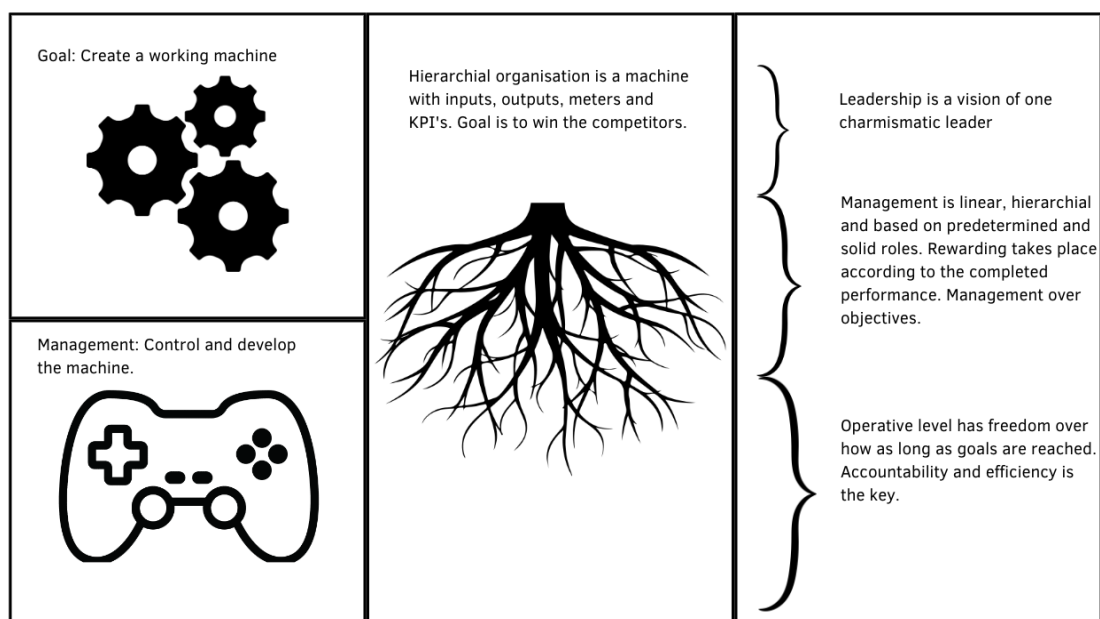 Goal: Create a working machine
Management: Control and develop
the machine.
Hierarchial organisation is a machine
with inputs, outputs, meters and
KPI's. Goal is to win the competitors.
Leadership is a vision of one
charmismatic leader
Management is linear, hierarchial
and based on predetermined and
solid roles. Rewarding takes place
according to the completed
performance. Management over
objectives.
Operative level has freedom over
how as long as goals are reached.
Accountability and efficiency is
the key.